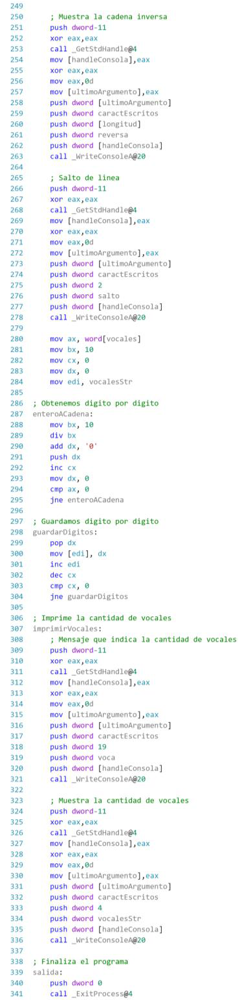 249
250 ; Muestra la cadena inversa
251 push dword-11
252 xor eax,eax
253 call _GetStdHandle@4
254 mov [handleConsola],eax
255 xor eax,eax
256 mov eax,0d
257 mov [ultimoArgumento],eax
258 push dword [ultimoArgumento]
259 push dword caractEscritos
260 push dword [longitud]
261 push dword reversa
262 push dword [handleConsola]
263 call _WriteConsoleA@20
264
265 ; Salto de linea
266 push dword-11
267 xor eax,eax
268 call _GetStdHandle@4
269 mov [handleConsola],eax
270 xor eax,eax
271 mov eax,0d
272 mov [ultimoArgumento],eax
273 push dword [ultimoArgumento]
274 push dword caractEscritos
275 push dword 2
276 push dword salto
277 push dword [handleConsola]
278 call _WriteConsoleA@20
279
280 mov ax, word[vocales]
281 mov bx, 10
282 mov cx, 0
283 mov dx, 0
284 mov edi, vocalesStr
285
286 ; Obtenemos digito por digito
287 enteroACadena:
288 mov bx, 10
289 div bx
290 add dx, '0'
291 push dx
292 inc cx
293 mov dx, 0
294 cmp ax, 0
295 jne enteroACadena
296
297 ; Guardamos digito por digito
298 guardarDigitos:
299 pop dx
300 mov [edi], dx
301 inc edi
302 dec cx
303 cmp cx, 0
304 jne guardarDigitos
305
306 ; Imprime la cantidad de vocales
307 imprimirVocales:
308 ; Mensaje que indica la cantidad de vocales
309 push dword-11
310 xor eax,eax
311 call _GetStdHandle@4
312 mov [handleConsola],eax
313 xor eax,eax
314 mov eax,0d
315 mov [ultimoArgumento],eax
316 push dword [ultimoArgumento]
317 push dword caractEscritos
318 push dword 19
319 push dword voca
320 push dword [handleConsola]
321 call _WriteConsoleA@20
322
323 ; Muestra la cantidad de vocales
324 push dword-11
325 xor eax,eax
326 call _GetStdHandle@4
327 mov [handleConsola],eax
328 xor eax,eax
329 mov eax,0d
330 mov [ultimoArgumento],eax
331 push dword [ultimoArgumento]
332 push dword caractEscritos
333 push dword 4
334 push dword vocalesStr
335 push dword [handleConsola]
336 call _WriteConsoleA@20
337
338 ; Finaliza el programa
339 salida:
340 push dword 0
341 call _ExitProcess@4